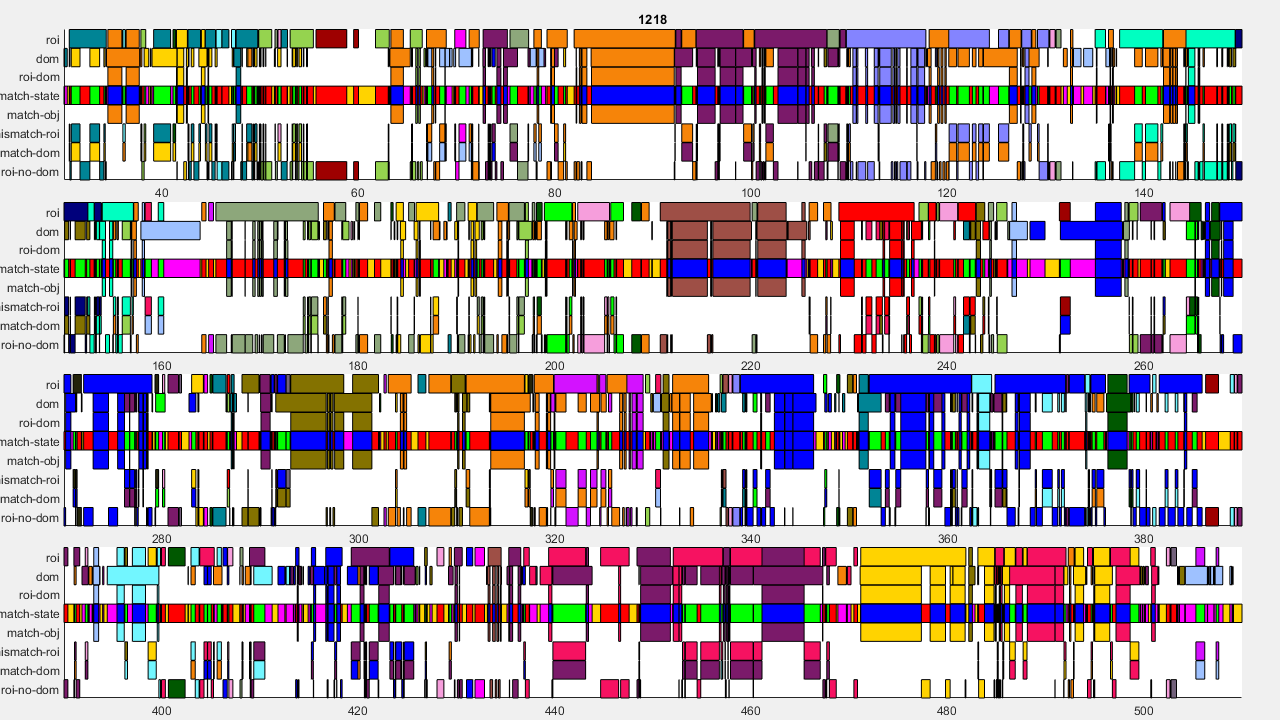 1218
roi
dom
roi-dom
match-state
match-obj
ismatch-roi
match-dom
roi-no-dom
40 60 80 100 120 140
roi
dom
roi-dom
match-state
match-obj
ismatch-roi
match-dom
roi-no-dom
160 180 200 220 240 260
roi
dom
roi-dom
match-state
match-obj
ismatch-roi
match-dom
roi-no-dom
280 300 320 340 360 380
roi
dom
roi-dom
match-state
match-obj
ismatch-roi
match-dom
roi-no-dom
400 420 440 460 480 500